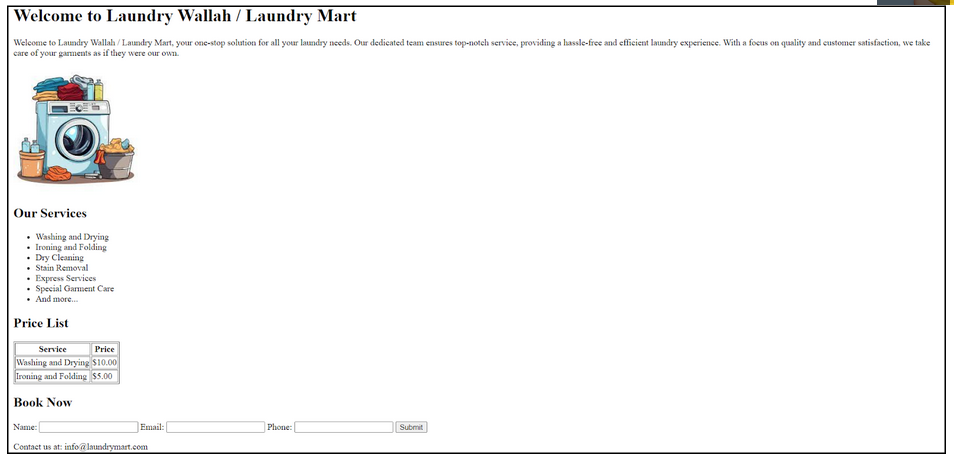 Welcome to Laundry Wallah / Laundry Mart
Welcome to Laundry Wallah / Laundry Mart, your one-stop solution for all your laundry needs. Our dedicated team ensures top-notch service, providing a hassle-free and efficient laundry experience. With a focus on quality and customer satisfaction, we take
care of your garments as if they were our own.
Our Services
Washing and Drying
Ironing and Folding
Dry Cleaning
Stain Removal
Express Services
Special Garment Care
And more...
Price List
Service Price
Washing and Drying $10.00
Ironing and Folding $5.00
Book Now
Name: Email: Phone: Submit
Contact us at: info@laundrymart.com